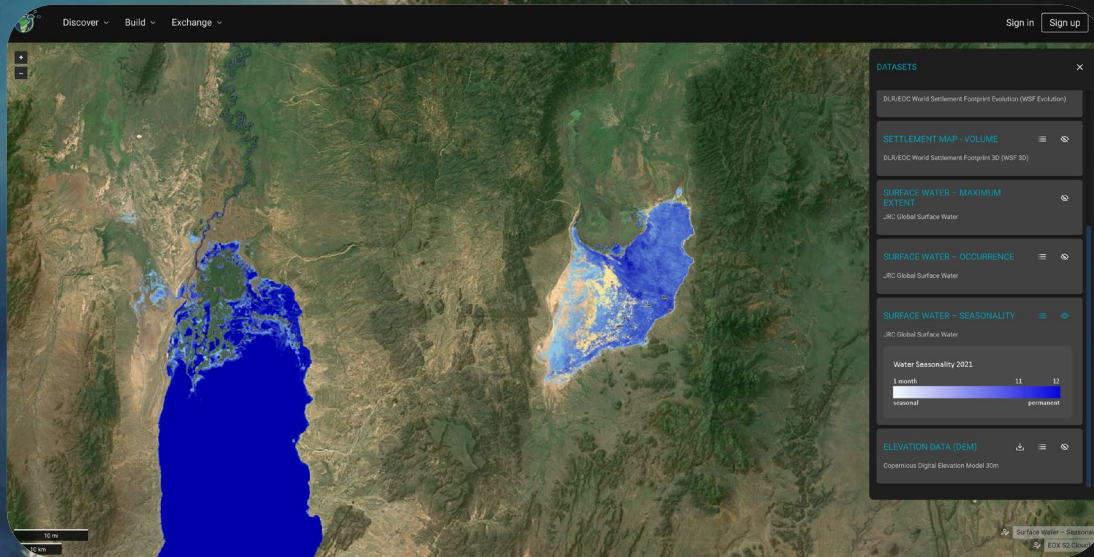 Discover Build Exchange Sign in Sign up
+
−
DATASETS
DLR/EOC World Settlement Footprint Evolution (WSF Evolution)
SETTLEMENT MAP - VOLUME
DLR/EOC World Settlement Footprint 3D (WSF 3D)
SURFACE WATER – MAXIMUM
EXTENT
JRC Global Surface Water
SURFACE WATER – OCCURRENCE
JRC Global Surface Water
SURFACE WATER – SEASONALITY
JRC Global Surface Water
Water Seasonality 2021
1 month 11 12
seasonal permanent
ELEVATION DATA (DEM)
Copernicus Digital Elevation Model 30m
10 mi
10 km
Surface Water – Seasonal
EOX S2 Cloud